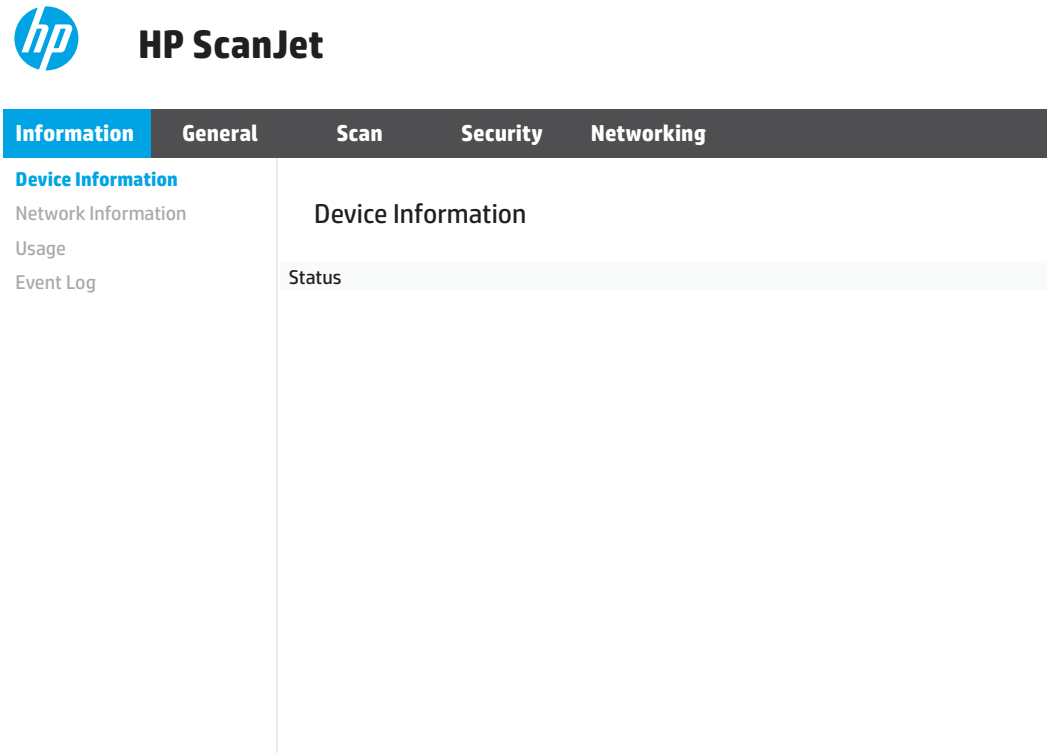 hp
HP ScanJet
Information General Scan Security Networking
Device Information
Network Information
Usage
Event Log
Device Information
Status